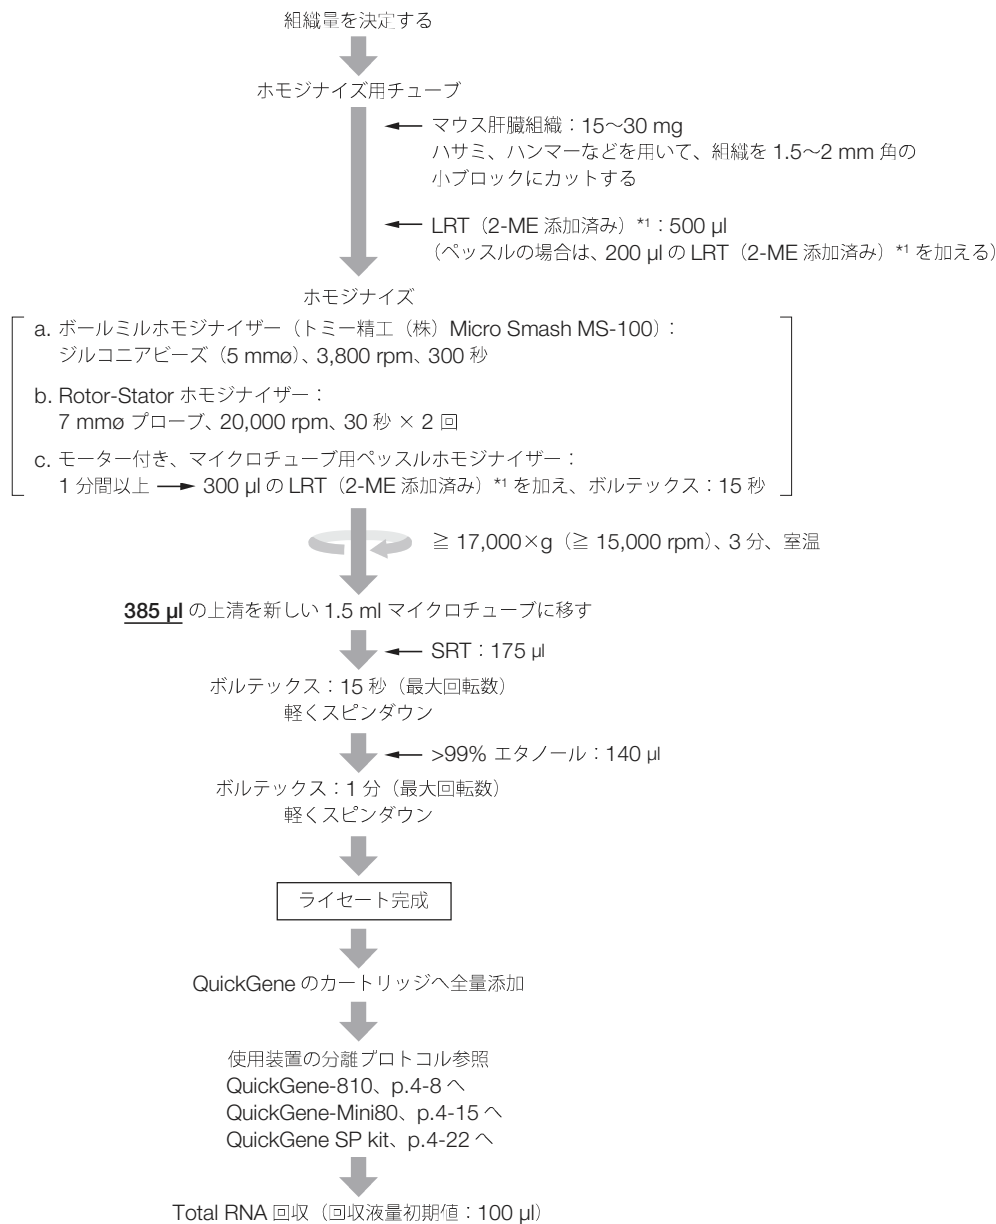 組織量を決定する
ホモジナイズ用チューブ
マウス肝臓組織：15～30 mg
ハサミ、ハンマーなどを用いて、組織を 1.5～2 mm 角の
小ブロックにカットする
LRT（2-ME 添加済み）*1：500 µl
（ペッスルの場合は、200 µl の LRT（2-ME 添加済み）*1 を加える）
ホモジナイズ
a. ボールミルホモジナイザー（トミー精工（株）Micro Smash MS-100）：
ジルコニアビーズ（5 mmø）、3,800 rpm、300 秒
b. Rotor-Stator ホモジナイザー：
7 mmø プローブ、20,000 rpm、30 秒 × 2 回
c. モーター付き、マイクロチューブ用ペッスルホモジナイザー：
1 分間以上 → 300 µl の LRT（2-ME 添加済み）*1 を加え、ボルテックス：15 秒
≧ 17,000×g（≧ 15,000 rpm）、3 分、室温
385 µl の上清を新しい 1.5 ml マイクロチューブに移す
SRT：175 µl
ボルテックス：15 秒（最大回転数）
軽くスピンダウン
>99% エタノール：140 µl
ボルテックス：1 分（最大回転数）
軽くスピンダウン
ライセート完成
QuickGene のカートリッジへ全量添加
使用装置の分離プロトコル参照
QuickGene-810、p.4-8 へ
QuickGene-Mini80、p.4-15 へ
QuickGene SP kit、p.4-22 へ
Total RNA 回収（回収液量初期値：100 µl）